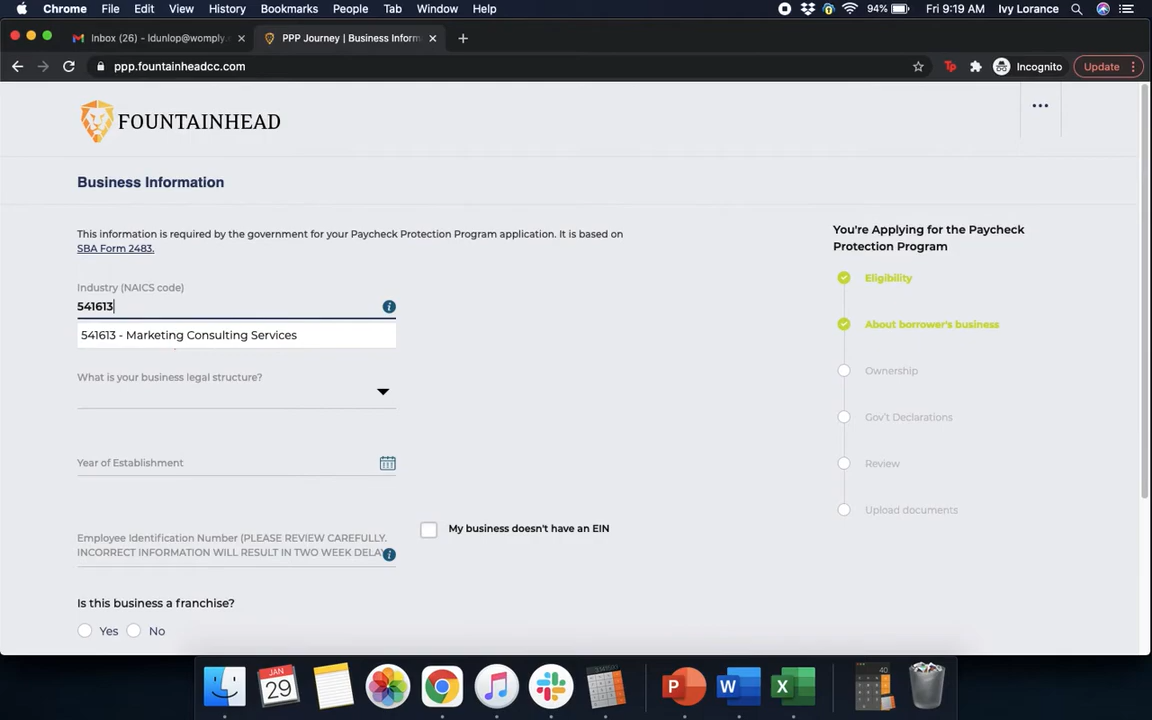 Chrome File Edit View History Bookmarks People Tab Window Help 94% Fri 9:19 AM Ivy Lorance
Inbox (26) - ldunlop@womply. PPP Journey | Business Inform
ppp.fountainheadcc.com Incognito Update
FOUNTAINHEAD
Business Information
This information is required by the government for your Paycheck Protection Program application. It is based on
SBA Form 2483.
Industry (NAICS code)
541613
541613 - Marketing Consulting Services
What is your business legal structure?
Year of Establishment
My business doesn't have an EIN
Employee Identification Number (PLEASE REVIEW CAREFULLY.
INCORRECT INFORMATION WILL RESULT IN TWO WEEK DELAY
Is this business a franchise?
Yes No
You're Applying for the Paycheck
Protection Program
Eligibility
About borrower's business
Ownership
Gov't Declarations
Review
Upload documents
JAN
29
P W X
40